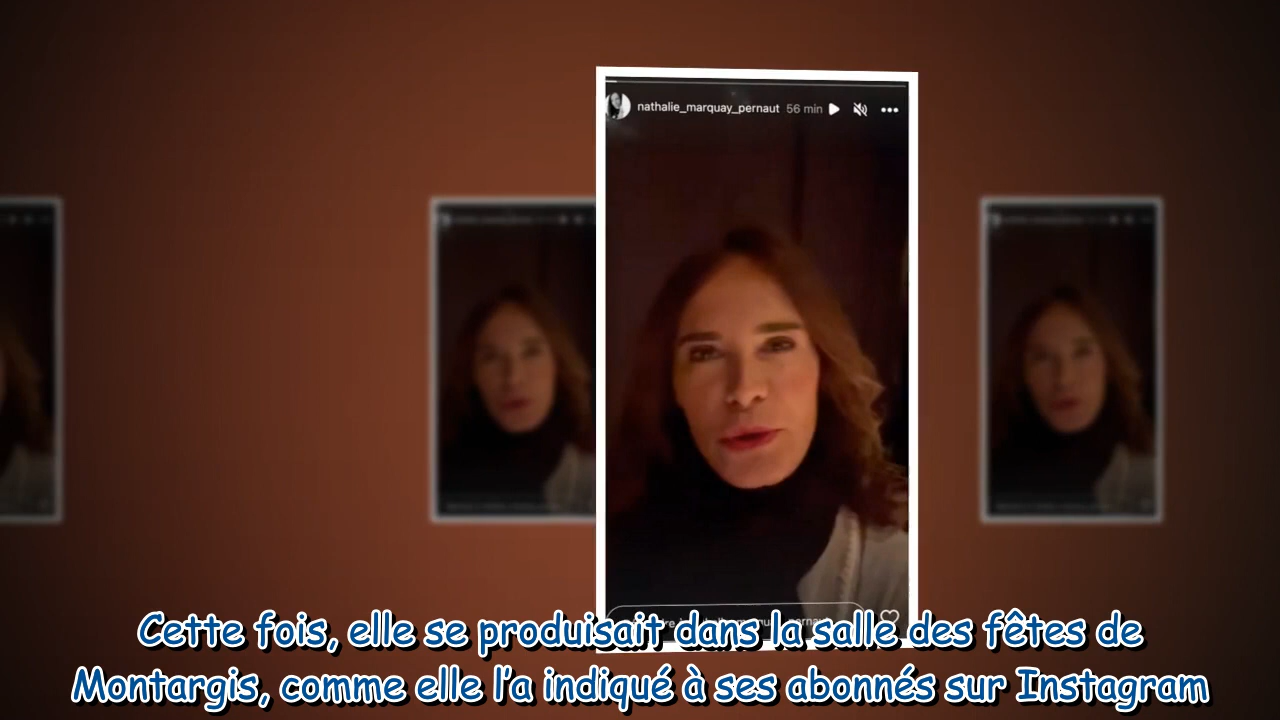 nathalie_marquay_pernaut 56 min
Cette fois, elle se produisait dans la salle des fêtes de
Montargis, comme elle l'a indiqué à ses abonnés sur Instagram